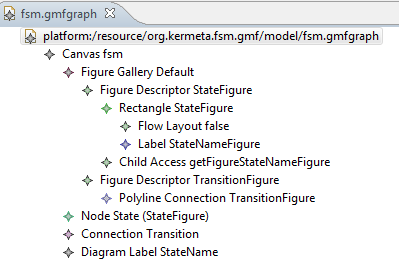 fsm.gmfgraph
platform:/resource/org.kermeta.fsm.gmf/model/fsm.gmfgraph
Canvas fsm
Figure Gallery Default
Figure Descriptor StateFigure
Rectangle StateFigure
Flow Layout false
Label StateNameFigure
Child Access getFigureStateNameFigure
Figure Descriptor TransitionFigure
Polyline Connection TransitionFigure
Node State (StateFigure)
Connection Transition
Diagram Label StateName